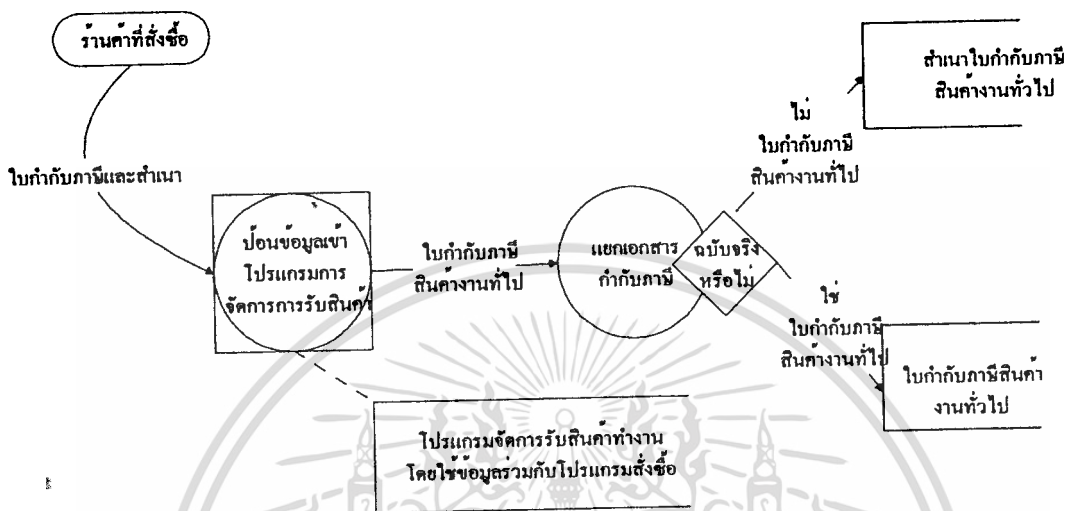 ร้านค้าที่สั่งซื้อ
ใบกำกับภาษีและสำเนา
ป้อนข้อมูลเข้า
โปรแกรมการ
จัดการการรับสินค้า
ใบกำกับภาษี
สินค้างานทั่วไป
แยกเอกสาร
กำกับภาษี
ฉบับจริง
หรือไม่
ไม่
ใบกำกับภาษี
สินค้างานทั่วไป
สำเนาใบกำกับภาษี
สินค้างานทั่วไป
ใช่
ใบกำกับภาษี
สินค้างานทั่วไป
ใบกำกับภาษีสินค้า
งานทั่วไป
โปรแกรมจัดการรับสินค้าทำงาน
โดยใช้ข้อมูลร่วมกับโปรแกรมสั่งซื้อ